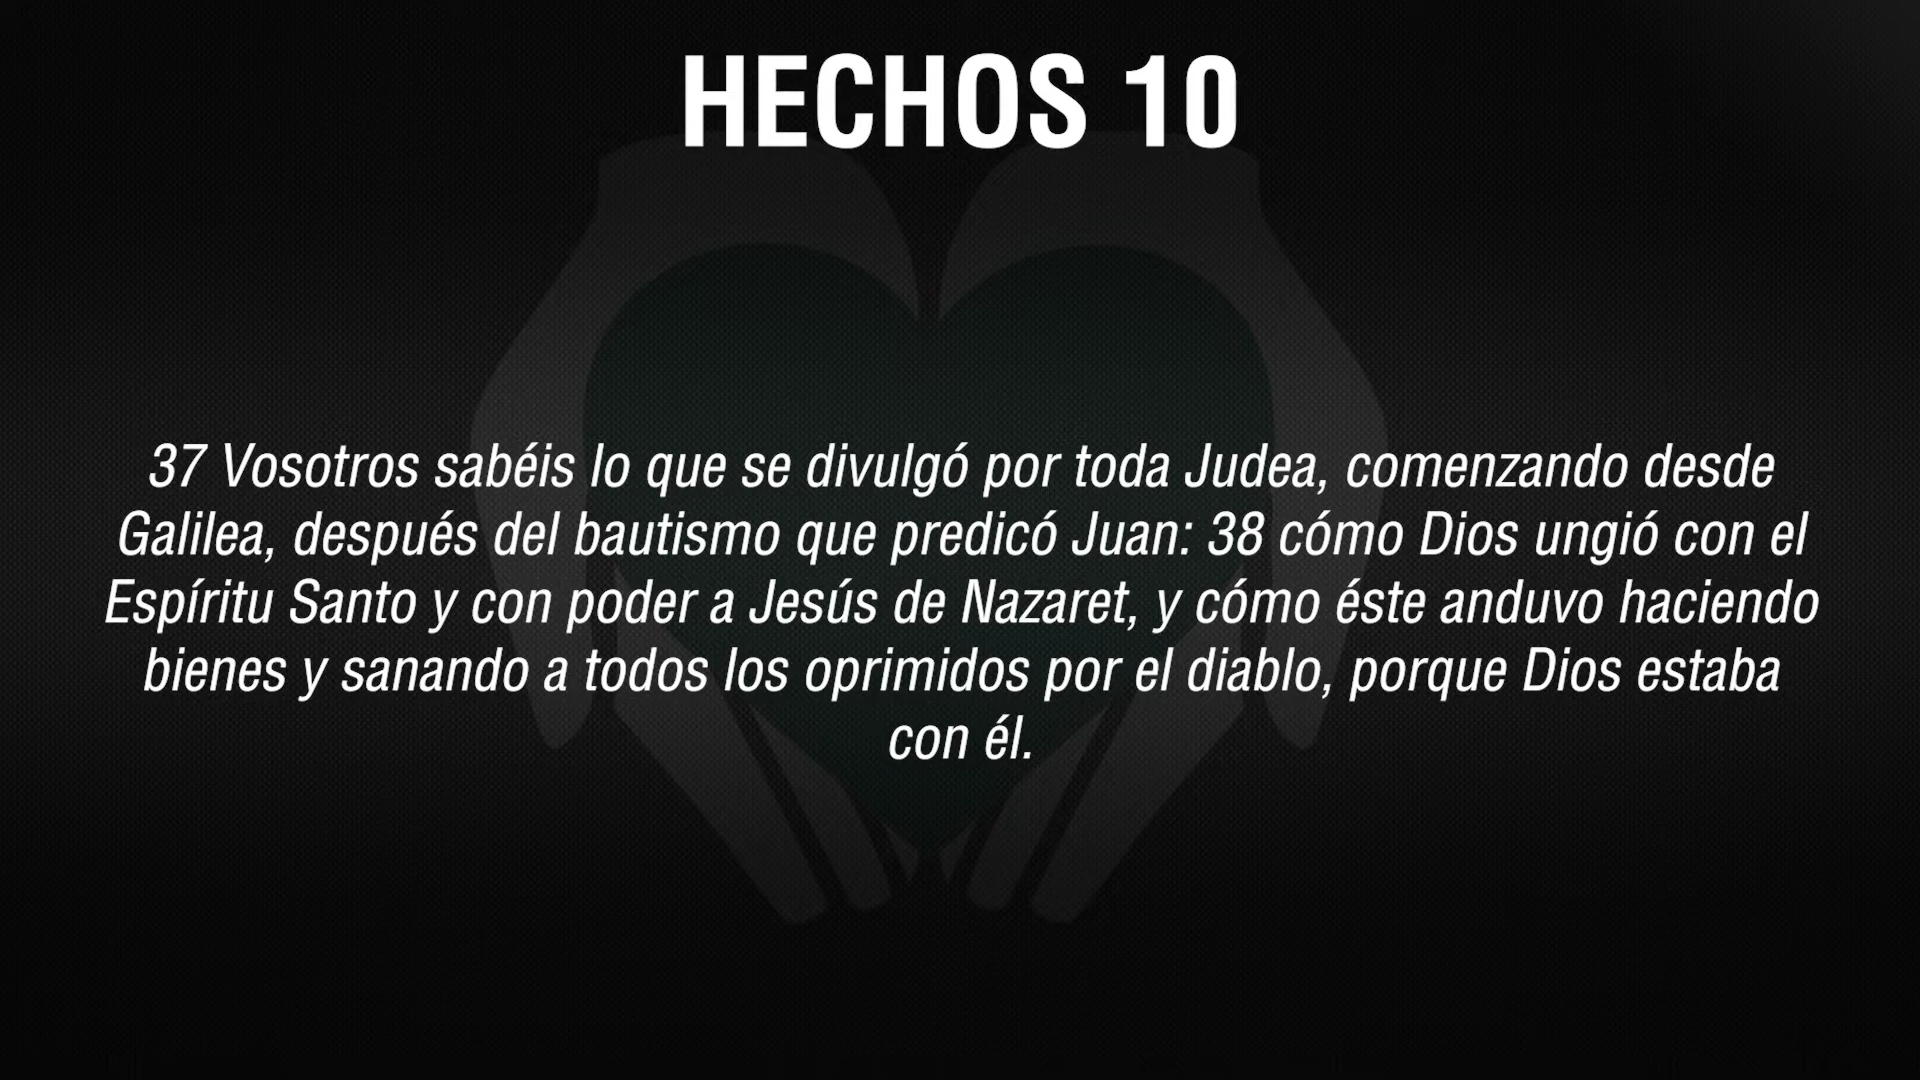 HECHOS 10
37 Vosotros sabéis lo que se divulgó por toda Judea, comenzando desde
Galilea, después del bautismo que predicó Juan: 38 cómo Dios ungió con el
Espíritu Santo y con poder a Jesús de Nazaret, y cómo éste anduvo haciendo
bienes y sanando a todos los oprimidos por el diablo, porque Dios estaba
con él.